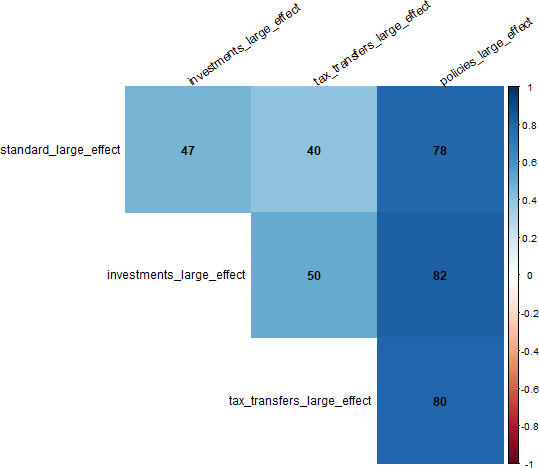 investments_large_effect
tax_transfers_large_effect
policies_large_effect
standard_large_effect 47 40 78
investments_large_effect 50 82
tax_transfers_large_effect 80
1
0.8
0.6
0.4
0.2
0
-0.2
-0.4
-0.6
-0.8
-1